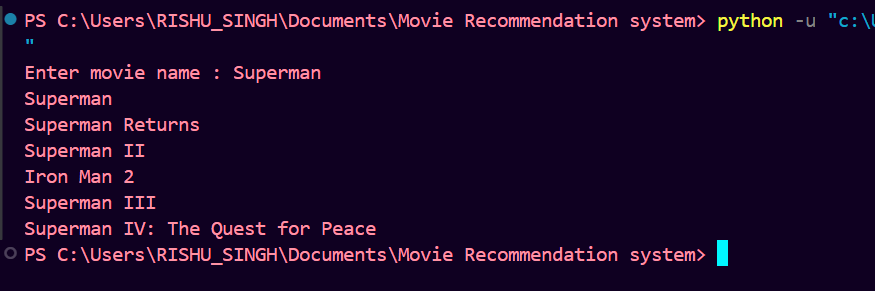 PS C:\Users\RISHU_SINGH\Documents\Movie Recommendation system> python -u "c:\
"
Enter movie name : Superman
Superman
Superman Returns
Superman II
Iron Man 2
Superman III
Superman IV: The Quest for Peace
PS C:\Users\RISHU_SINGH\Documents\Movie Recommendation system>